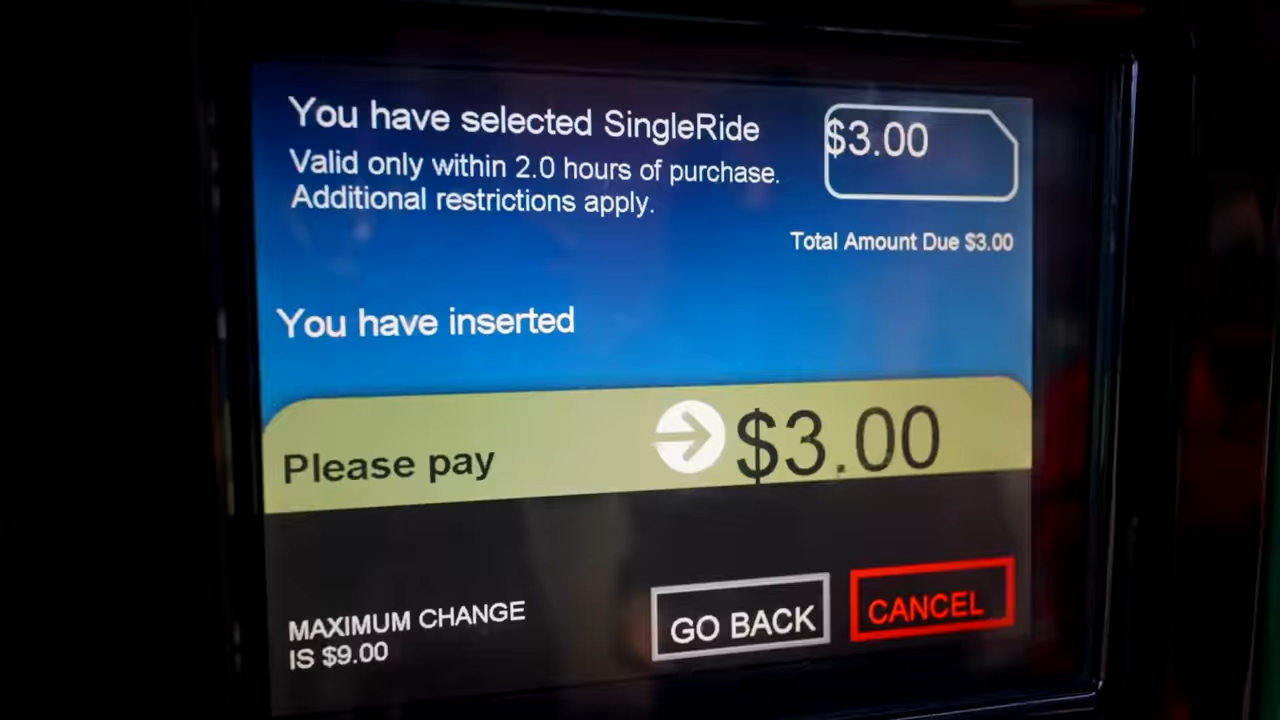 You have selected SingleRide
$3.00
Valid only within 2.0 hours of purchase.
Additional restrictions apply.
Total Amount Due $3.00
You have inserted
Please pay
$3.00
MAXIMUM CHANGE
IS $9.00
GO BACK
CANCEL